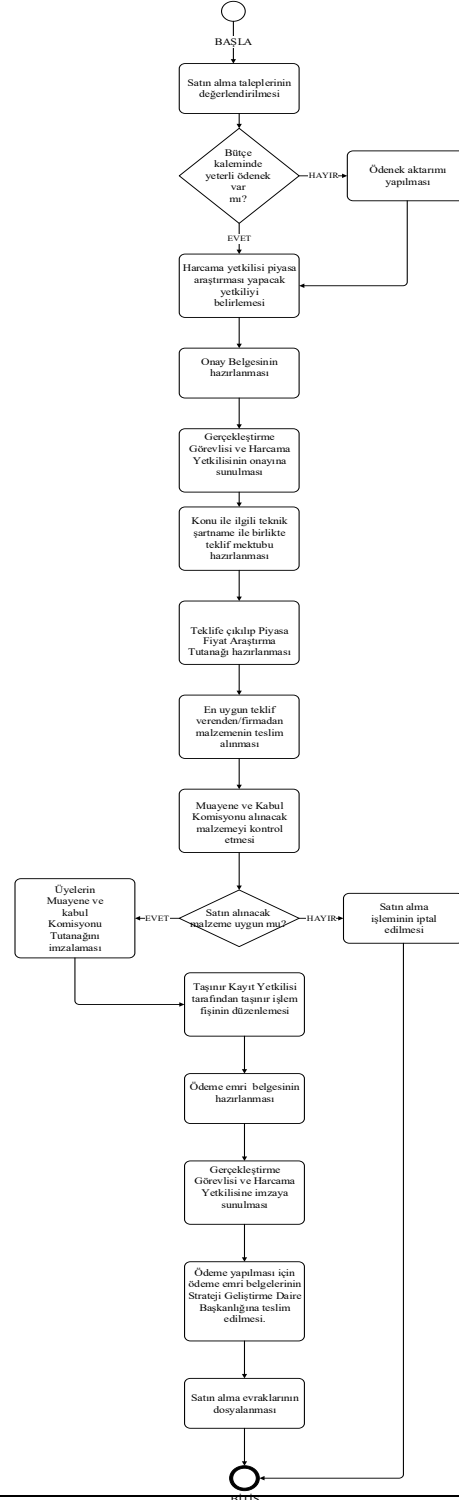 BAŞLA
Satın alma taleplerinin
değerlendirilmesi
Bütçe
kaleminde
yeterli ödenek
var
mı?
HAYIR
Ödenek aktarımı
yapılması
EVET
Harcama yetkilisi piyasa
araştırması yapacak
yetkiliyi
belirlemesi
Onay Belgesinin
hazırlanması
Gerçekleştirme
Görevlisi ve Harcama
Yetkilisinin onayına
sunulması
Konu ile ilgili teknik
şartname ile birlikte
teklif mektubu
hazırlanması
Teklife çıkılıp Piyasa
Fiyat Araştırma
Tutanağı hazırlanması
En uygun teklif
verenden/firmadan
malzemenin teslim
alınması
Muayene ve Kabul
Komisyonu alınacak
malzemeyi kontrol
etmesi
Üyelerin
Muayene ve
kabul
Komisyonu
Tutanağını
imzalaması
EVET
Satın alınacak
malzeme uygun mu?
HAYIR
Satın alma
işleminin iptal
edilmesi
Taşınır Kayıt Yetkilisi
tarafından taşınır işlem
fişinin düzenlemesi
Ödeme emri belgesinin
hazırlanması
Gerçekleştirme
Görevlisi ve Harcama
Yetkilisine imzaya
sunulması
Ödeme yapılması için
ödeme emri belgelerinin
Strateji Geliştirme Daire
Başkanlığına teslim
edilmesi.
Satın alma evraklarının
dosyalanması
BİTİŞ